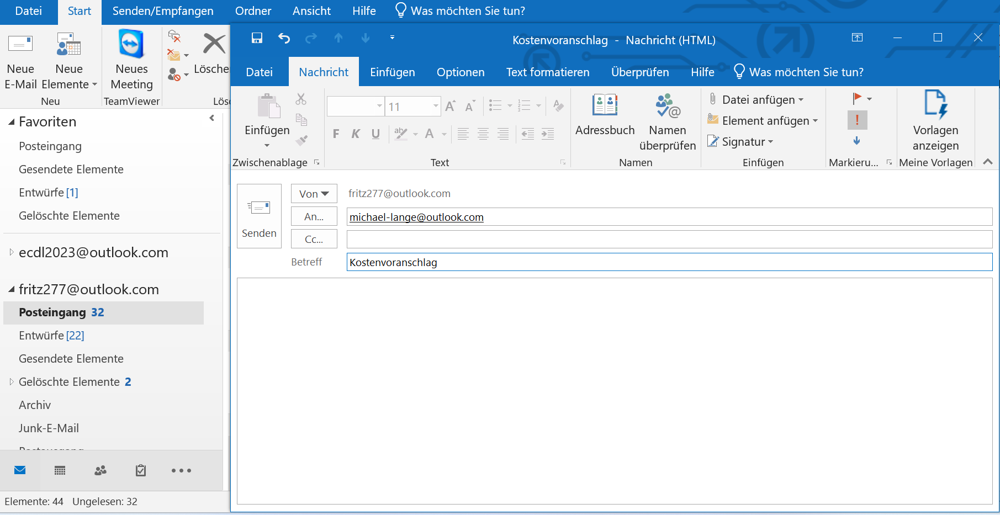 Datei Start Senden/Empfangen Ordner Ansicht Hilfe Was möchten Sie tun?
Neue E-Mail
Neue Elemente
Neu
Neues Meeting
TeamViewer
Kostenvoranschlag - Nachricht (HTML)
Datei Nachricht Einfügen Optionen Text formatieren Überprüfen Hilfe Was möchten Sie tun?
Einfügen
Zwischenablage
11
A A
F K U ab A
Text
Adressbuch
Namen überprüfen
Namen
Datei anfügen
Element anfügen
Signatur
Einfügen
!
Markieru...
Vorlagen anzeigen
Meine Vorlagen
Favoriten
Posteingang
Gesendete Elemente
Entwürfe [1]
Gelöschte Elemente
ecdl2023@outlook.com
fritz277@outlook.com
Posteingang 32
Entwürfe [22]
Gesendete Elemente
Gelöschte Elemente 2
Archiv
Junk-E-Mail
Elemente: 44 Ungelesen: 32
Senden
Von fritz277@outlook.com
An... michael-lange@outlook.com
Cc...
Betreff Kostenvoranschlag